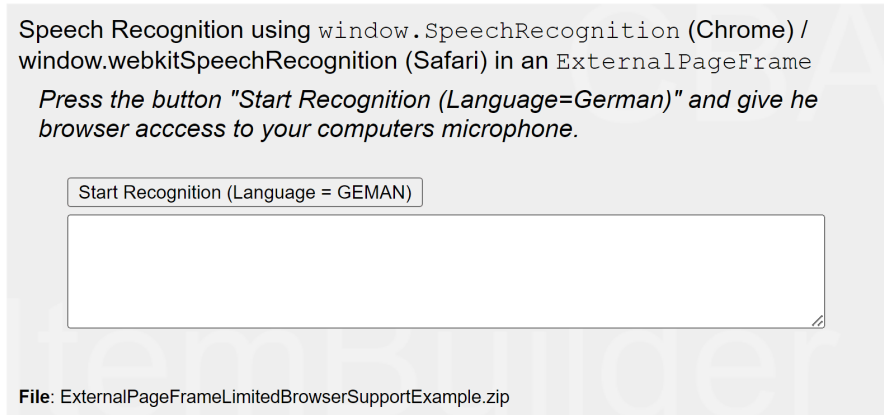 Speech Recognition using window.SpeechRecognition (Chrome) /
window.webkitSpeechRecognition (Safari) in an ExternalPageFrame
Press the button "Start Recognition (Language=German)" and give he
browser acccess to your computers microphone.
Start Recognition (Language = GEMAN)
ItemBuilder
File: ExternalPageFrameLimitedBrowserSupportExample.zip